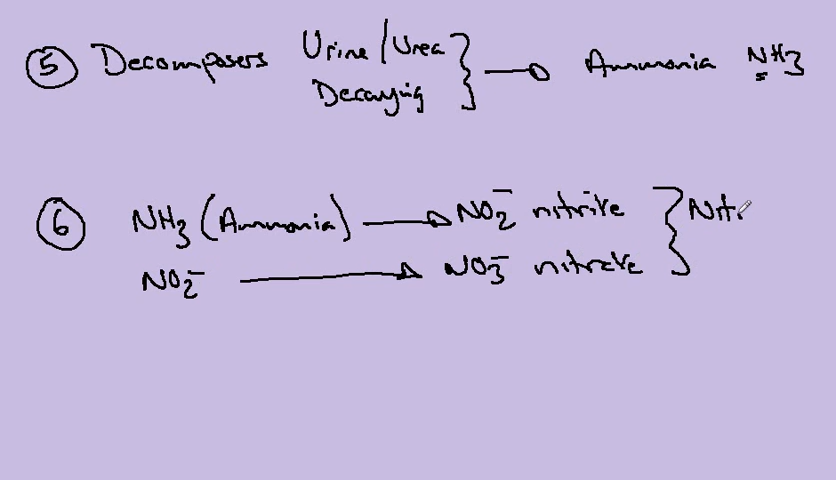 5 Decomposers Urine/Urea } → Ammonia NH3
Decaying
6 NH3 (Ammonia) → NO2- nitrite } Nit
NO2- → NO3- nitrate